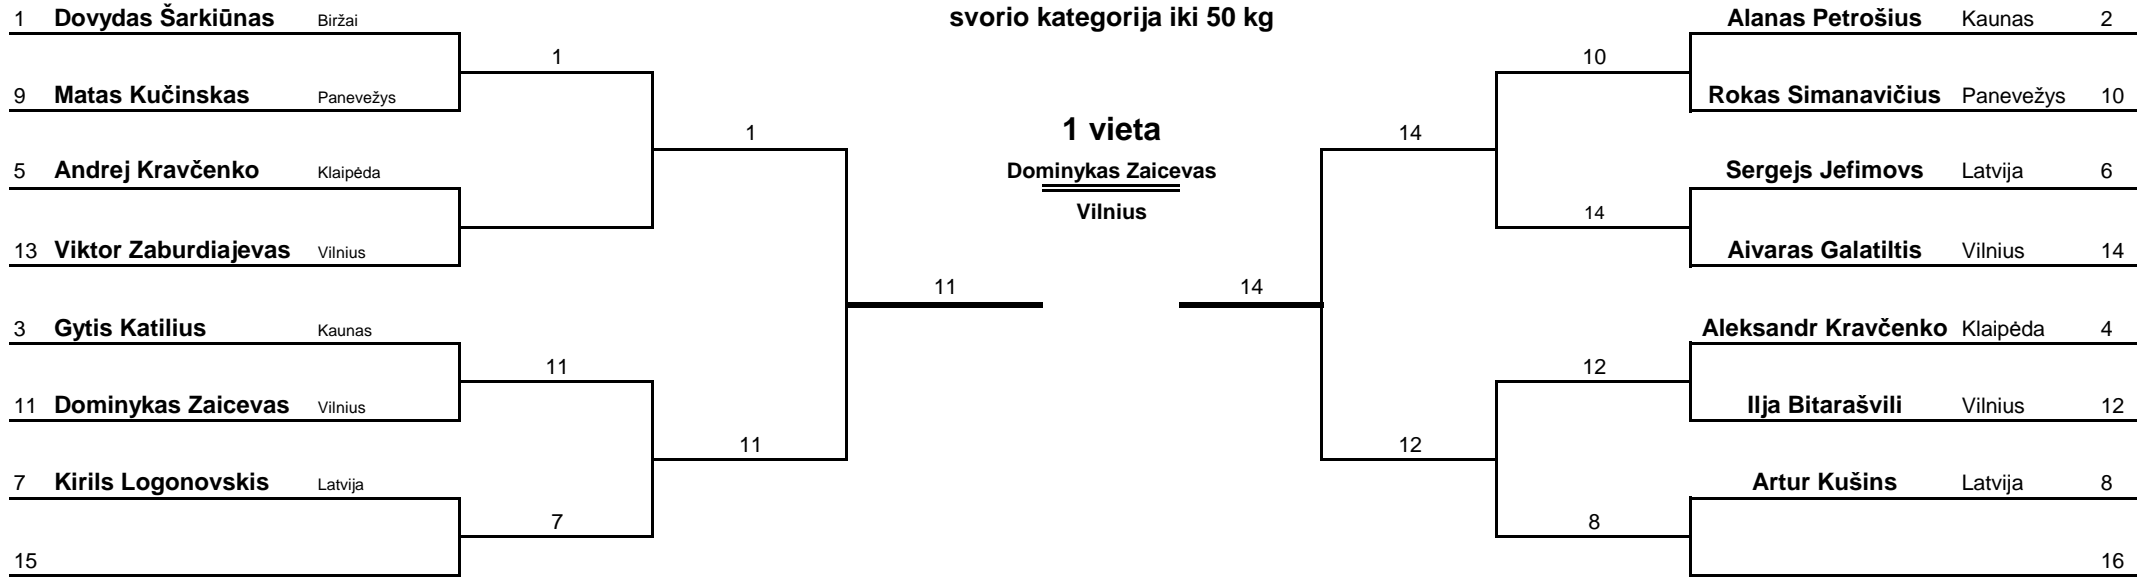 svorio kategorija iki 50 kg
1 Dovydas Šarkiūnas Biržai
1
9 Matas Kučinskas Panevežys
1
5 Andrej Kravčenko Klaipėda
13 Viktor Zaburdiajevas Vilnius
11
3 Gytis Katilius Kaunas
11
11 Dominykas Zaicevas Vilnius
11
7 Kirils Logonovskis Latvija
7
15
1 vieta
Dominykas Zaicevas
Vilnius
Alanas Petrošius Kaunas 2
10
Rokas Simanavičius Panevežys 10
14
Sergejs Jefimovs Latvija 6
14
Aivaras Galatiltis Vilnius 14
14
Aleksandr Kravčenko Klaipėda 4
12
Ilja Bitarašvili Vilnius 12
12
Artur Kušins Latvija 8
8
16